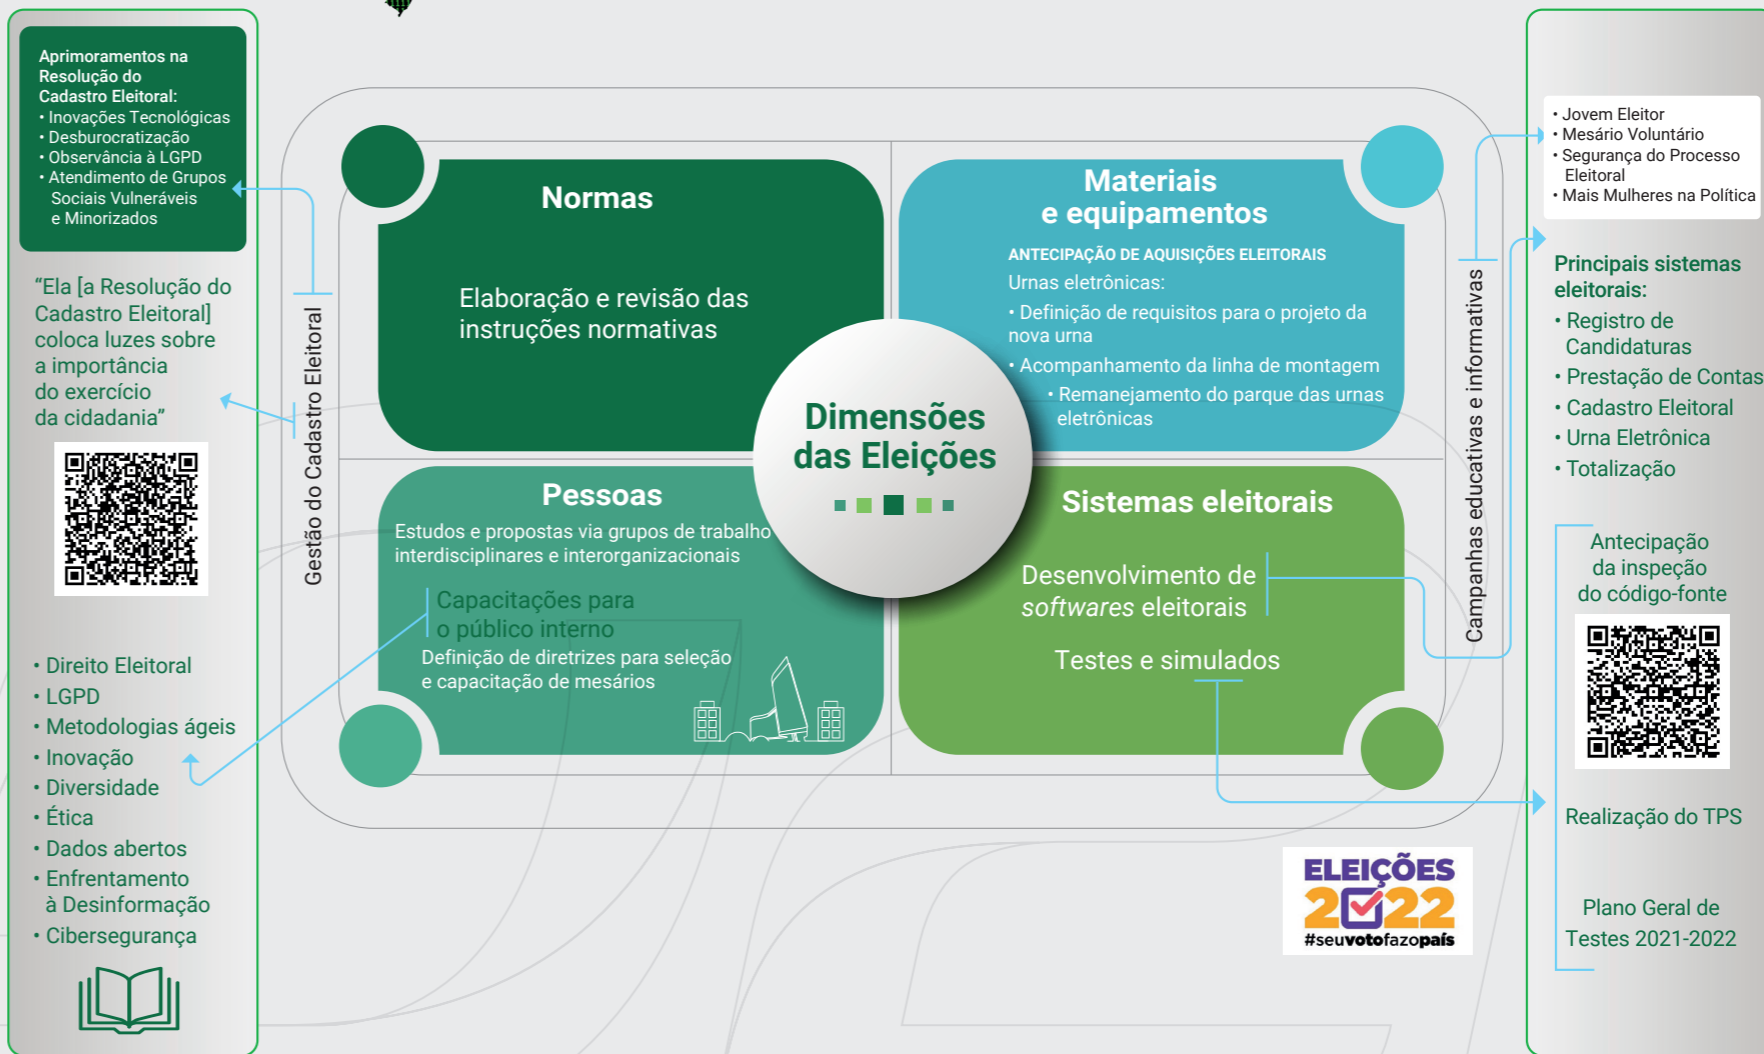 Aprimoramentos na
Resolução do
Cadastro Eleitoral:
• Inovações Tecnológicas
• Desburocratização
• Observância à LGPD
• Atendimento de Grupos
Sociais Vulneráveis
e Minorizados
“Ela [a Resolução do
Cadastro Eleitoral]
coloca luzes sobre
a importância
do exercício
da cidadania”
• Direito Eleitoral
• LGPD
• Metodologias ágeis
• Inovação
• Diversidade
• Ética
• Dados abertos
• Enfrentamento
à Desinformação
• Cibersegurança
Gestão do Cadastro Eleitoral
Normas
Elaboração e revisão das
instruções normativas
Materiais
e equipamentos
ANTECIPAÇÃO DE AQUISIÇÕES ELEITORAIS
Urnas eletrônicas:
• Definição de requisitos para o projeto da
nova urna
• Acompanhamento da linha de montagem
• Remanejamento do parque das urnas
eletrônicas
Dimensões
das Eleições
Pessoas
Estudos e propostas via grupos de trabalho
interdisciplinares e interorganizacionais
Capacitações para
o público interno
Definição de diretrizes para seleção
e capacitação de mesários
Sistemas eleitorais
Desenvolvimento de
softwares eleitorais
Testes e simulados
Campanhas educativas e informativas
ELEIÇÕES
2022
#seuvotofazopaís
• Jovem Eleitor
• Mesário Voluntário
• Segurança do Processo
Eleitoral
• Mais Mulheres na Política
Principais sistemas
eleitorais:
• Registro de
Candidaturas
• Prestação de Contas
• Cadastro Eleitoral
• Urna Eletrônica
• Totalização
Antecipação
da inspeção
do código-fonte
Realização do TPS
Plano Geral de
Testes 2021-2022